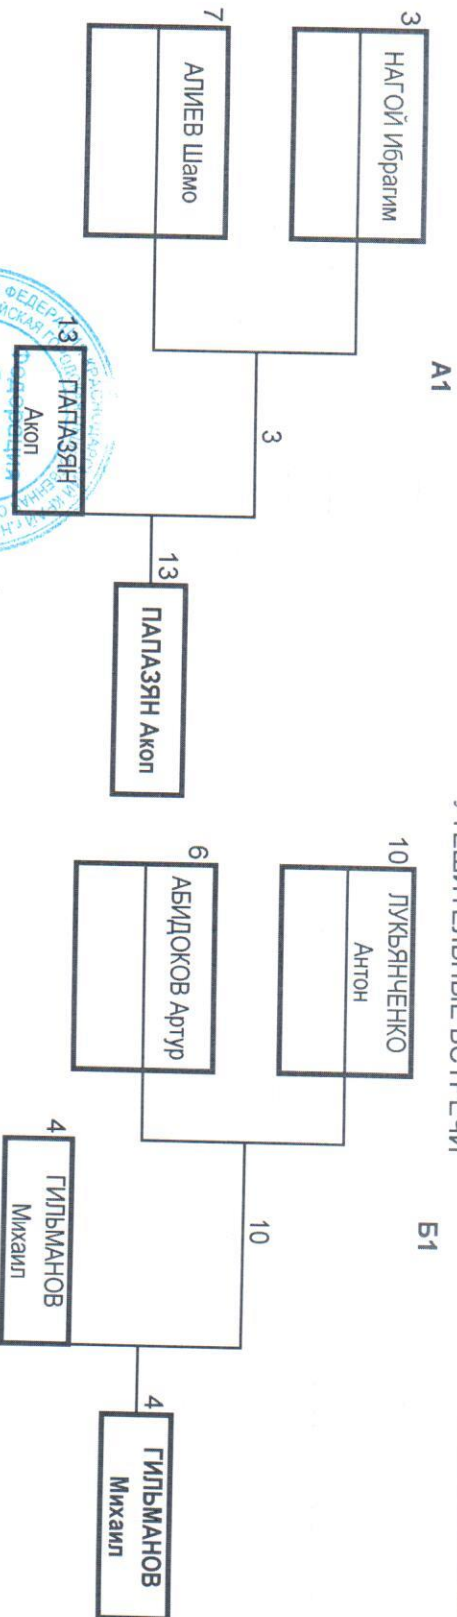 УТЕШИТЕЛЬНЫЕ ВСТРЕЧИ
А1
3
НАГОЙ Ибрагим
7
АЛИЕВ Шамо
3
13
ПАПАЗЯН
Акоп
13
ПАПАЗЯН Акоп
Б1
10
ЛУКЬЯНЧЕНКО
Антон
6
АБИДОКОВ Артур
10
4
ГИЛЬМАНОВ
Михаил
4
ГИЛЬМАНОВ
Михаил